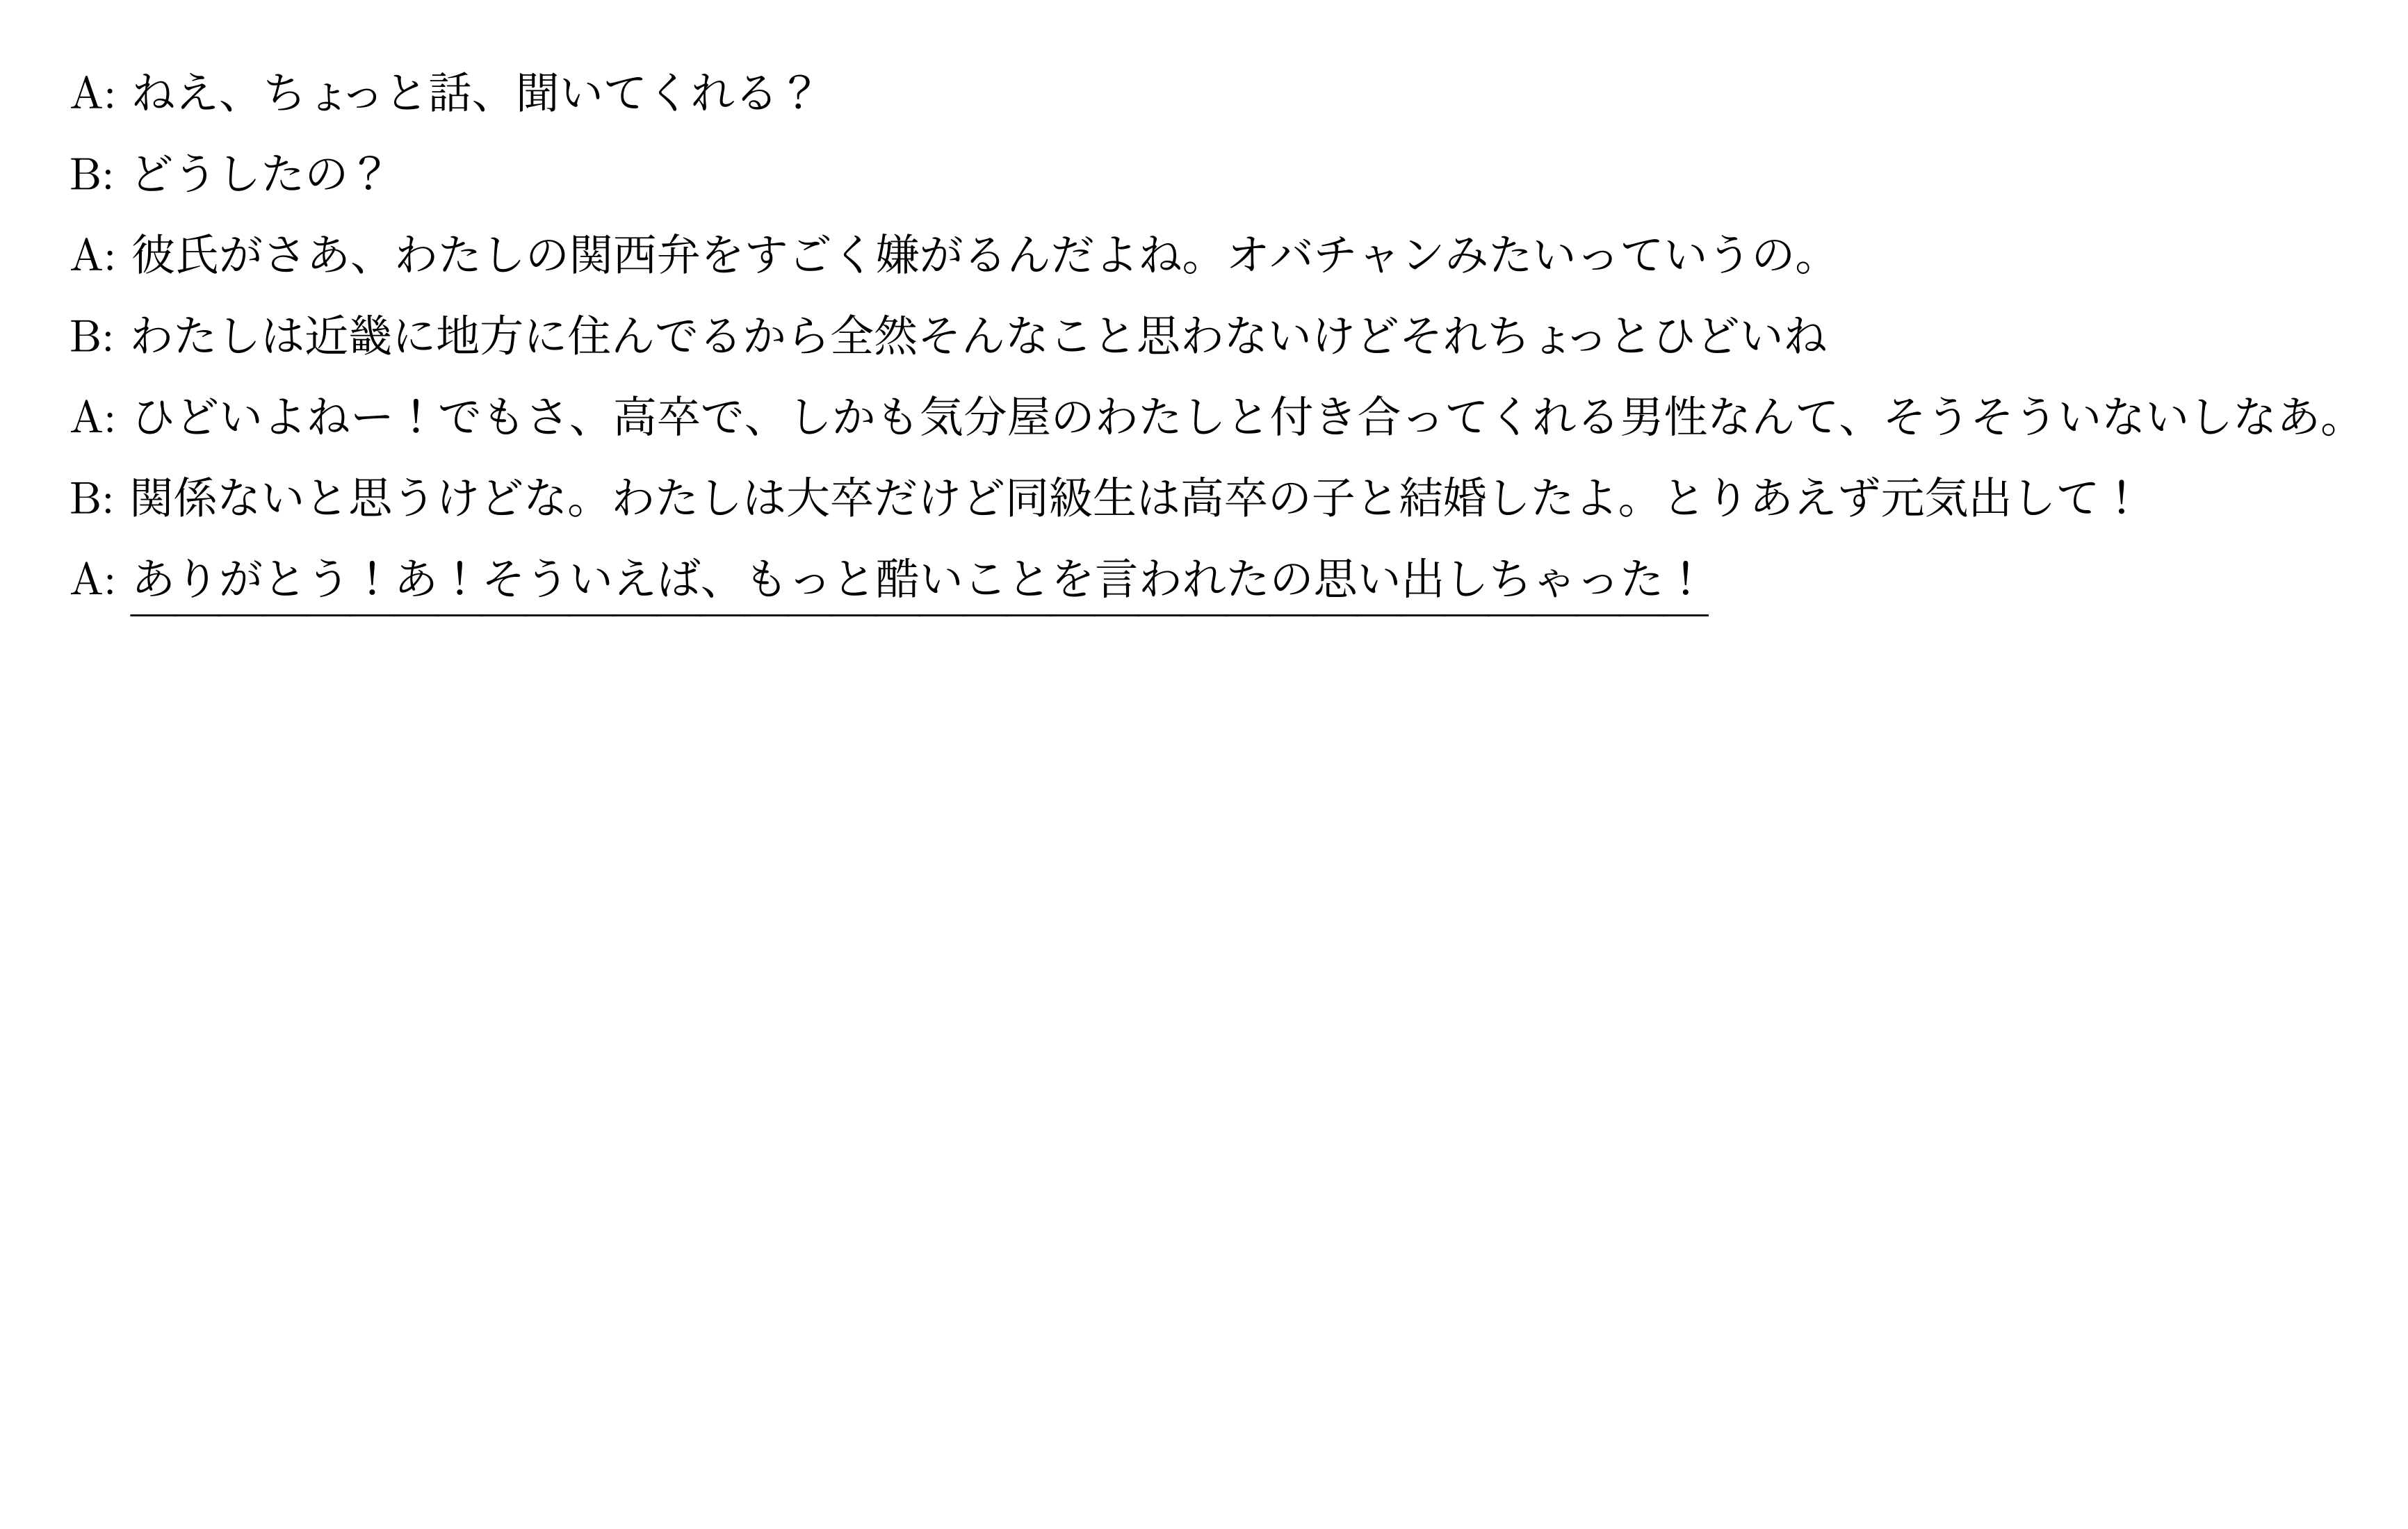 A: ねえ、ちょっと話、聞いてくれる？
B: どうしたの？
A: 彼氏がさあ、わたしの関西弁をすごく嫌がるんだよね。オバチャンみたいっていうの。
B: わたしは近畿に地方に住んでるから全然そんなこと思わないけどそれちょっとひどいね
A: ひどいよねー！でもさ、高卒で、しかも気分屋のわたしと付き合ってくれる男性なんて、そうそういないしなあ。
B: 関係ないと思うけどな。わたしは大卒だけど同級生は高卒の子と結婚したよ。とりあえず元気出して！
A: ありがとう！あ！そういえば、もっと酷いことを言われたの思い出しちゃった！